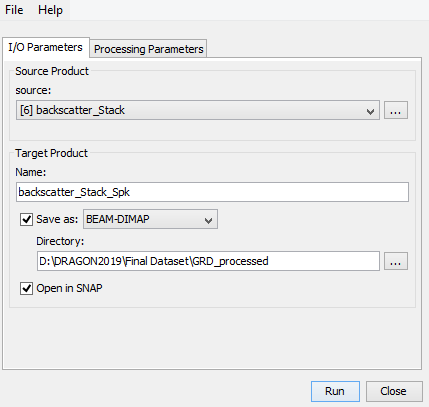 File Help
I/O Parameters Processing Parameters
Source Product
source:
[6] backscatter_Stack ...
Target Product
Name:
backscatter_Stack_Spk
Save as: BEAM-DIMAP
Directory:
D:\DRAGON2019\Final Dataset\GRD_processed ...
Open in SNAP
Run Close